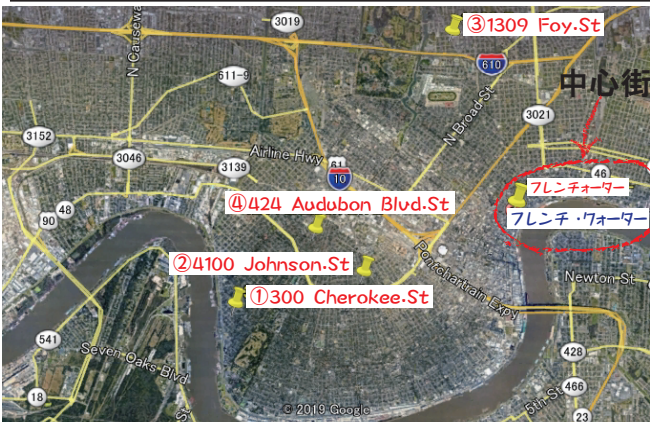 3019
③1309 Foy.St
N Causeway
610
611-9
中心街
3152
3046
3139
Airline Hwy
61
10
N Broad St
3021
46
フレンチォーター
フレンチ・クォーター
④424 Audubon Blvd.St
90
48
②4100 Johnson.St
①300 Cherokee.St
Pontchartrain Expy
Newton St
541
Seven Oaks Blvd
18
St
428
466
5th St
23
© 2019 Google